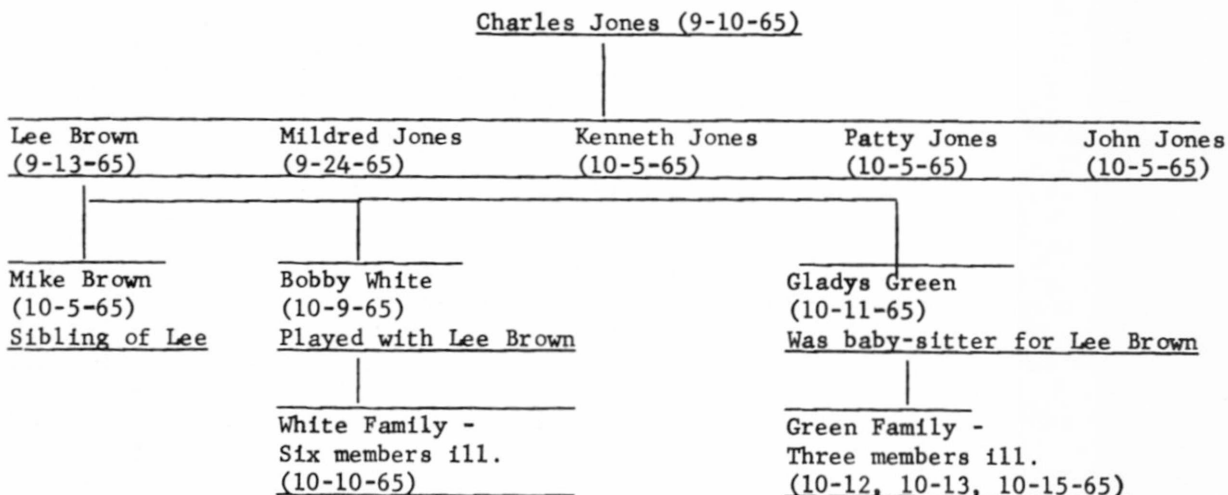 Charles Jones (9-10-65)
Lee Brown
(9-13-65)
Mildred Jones
(9-24-65)
Kenneth Jones
(10-5-65)
Patty Jones
(10-5-65)
John Jones
(10-5-65)
Mike Brown
(10-5-65)
Sibling of Lee
Bobby White
(10-9-65)
Played with Lee Brown
Gladys Green
(10-11-65)
Was baby-sitter for Lee Brown
White Family -
Six members ill.
(10-10-65)
Green Family -
Three members ill.
(10-12, 10-13, 10-15-65)